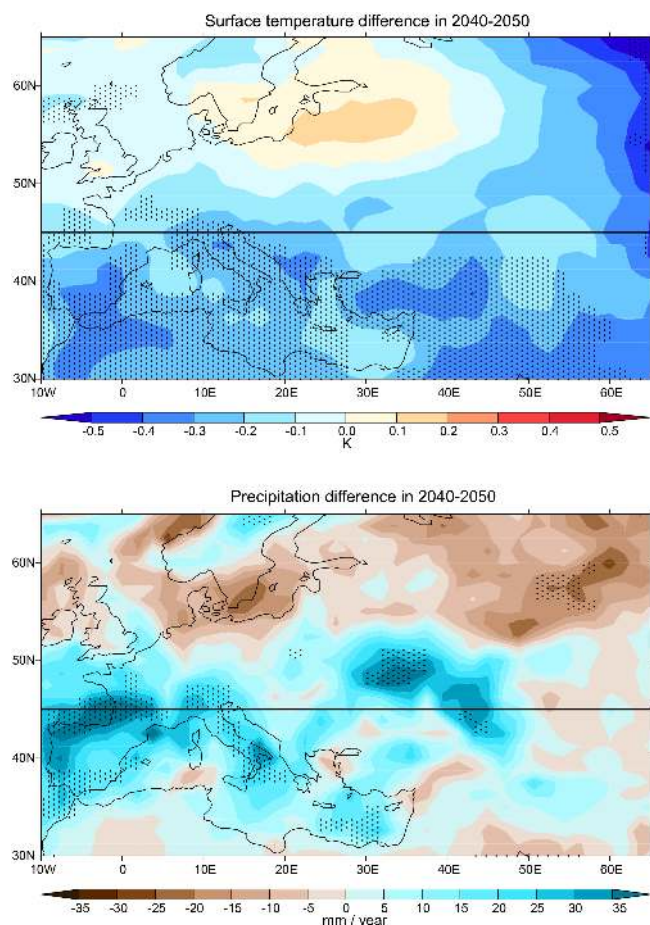 Surface temperature difference in 2040-2050
60N
50N
40N
30N
10W 0 10E 20E 30E 40E 50E 60E
-0.5 -0.4 -0.3 -0.2 -0.1 0.0 0.1 0.2 0.3 0.4 0.5
K
Precipitation difference in 2040-2050
60N
50N
40N
30N
10W 0 10E 20E 30E 40E 50E 60E
-35 -30 -25 -20 -15 -10 -5 0 5 10 15 20 25 30 35
mm / year